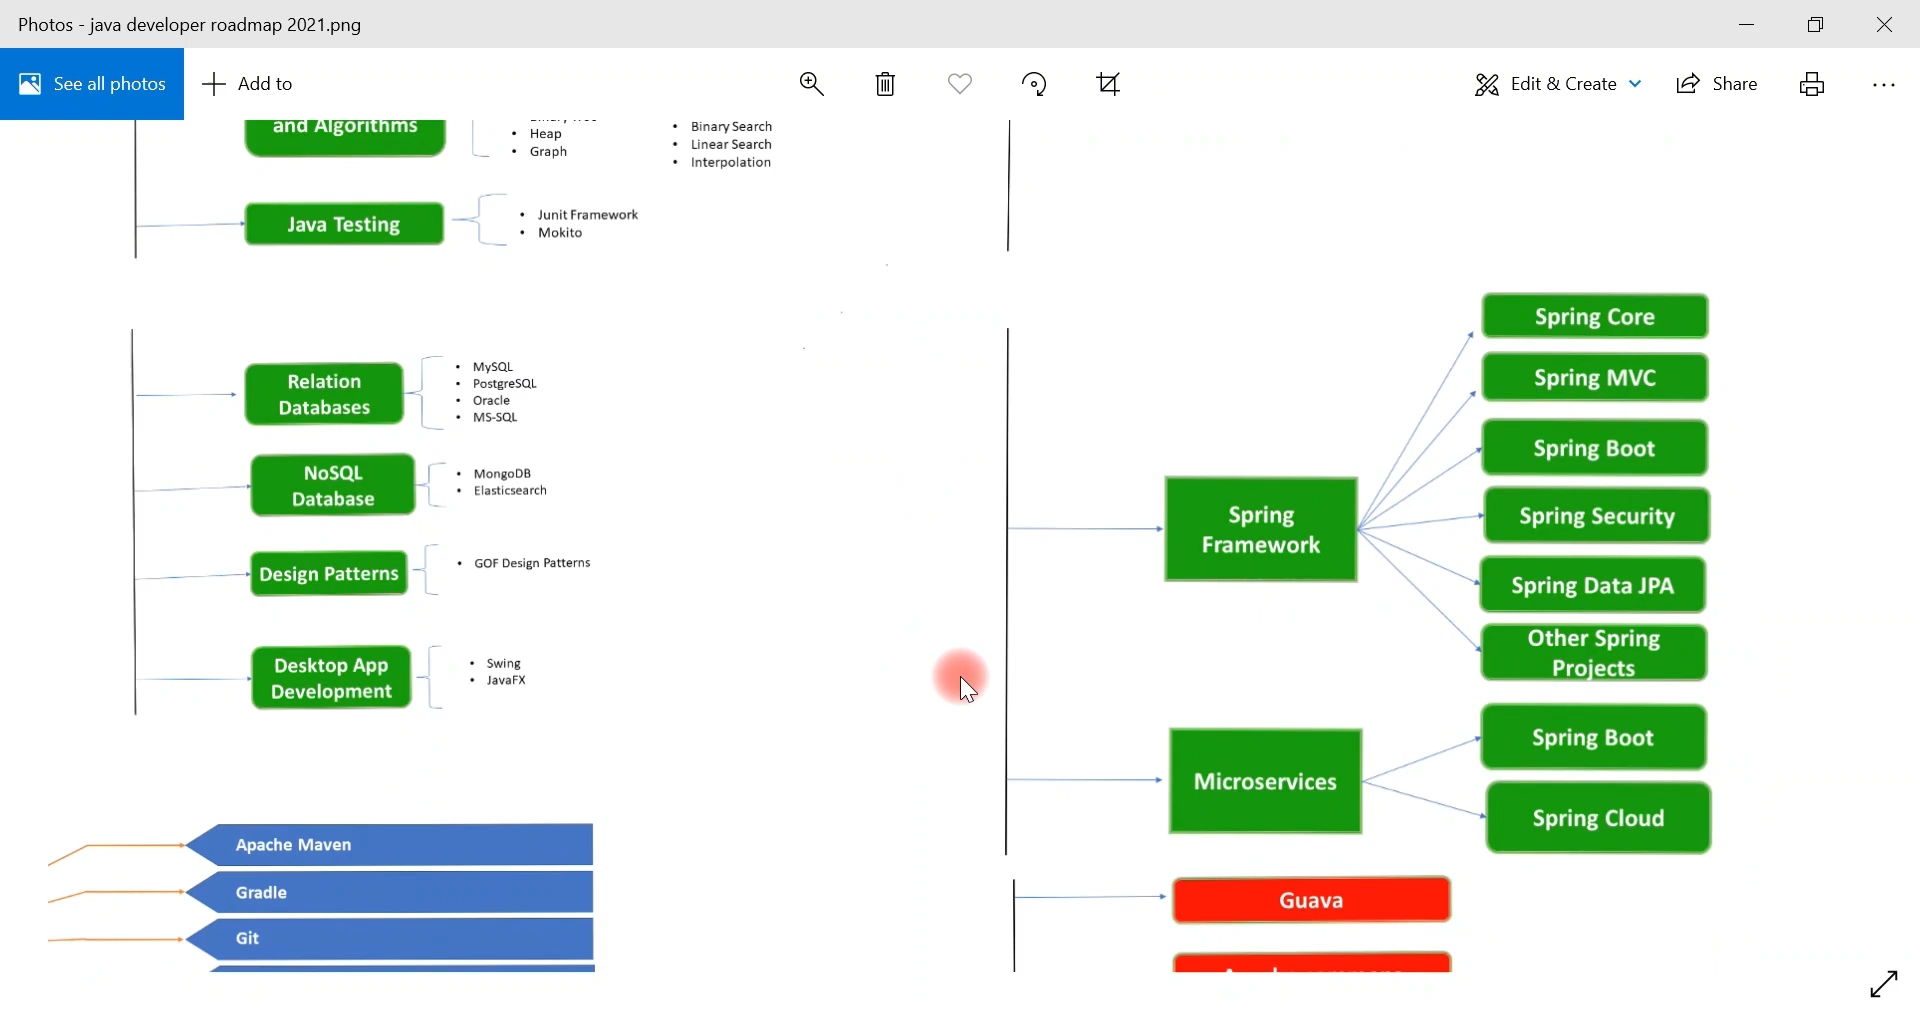 Photos - java developer roadmap 2021.png
See all photos
Add to
Edit & Create
Share
and Algorithms
Heap
Graph
Binary Search
Linear Search
Interpolation
Java Testing
Junit Framework
Mokito
Relation
Databases
MySQL
PostgreSQL
Oracle
MS-SQL
NoSQL
Database
MongoDB
Elasticsearch
Design Patterns
GOF Design Patterns
Desktop App
Development
Swing
JavaFX
Apache Maven
Gradle
Git
Spring
Framework
Spring Core
Spring MVC
Spring Boot
Spring Security
Spring Data JPA
Other Spring
Projects
Microservices
Spring Boot
Spring Cloud
Guava